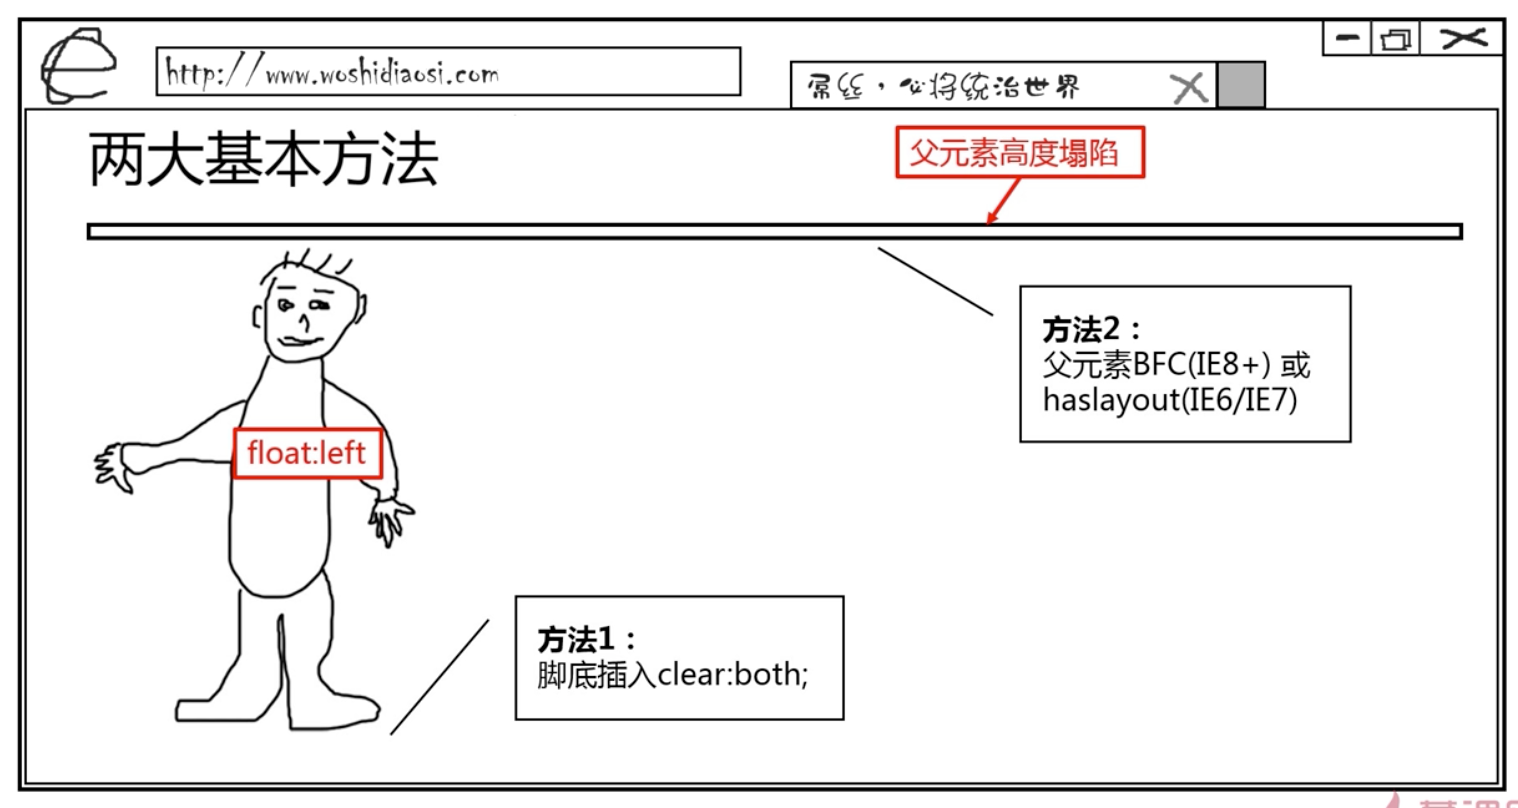 http://www.woshidiaosi.com
屌丝，必将统治世界
两大基本方法
父元素高度塌陷
方法2：
父元素BFC(IE8+) 或
haslayout(IE6/IE7)
float:left
方法1：
脚底插入clear:both;